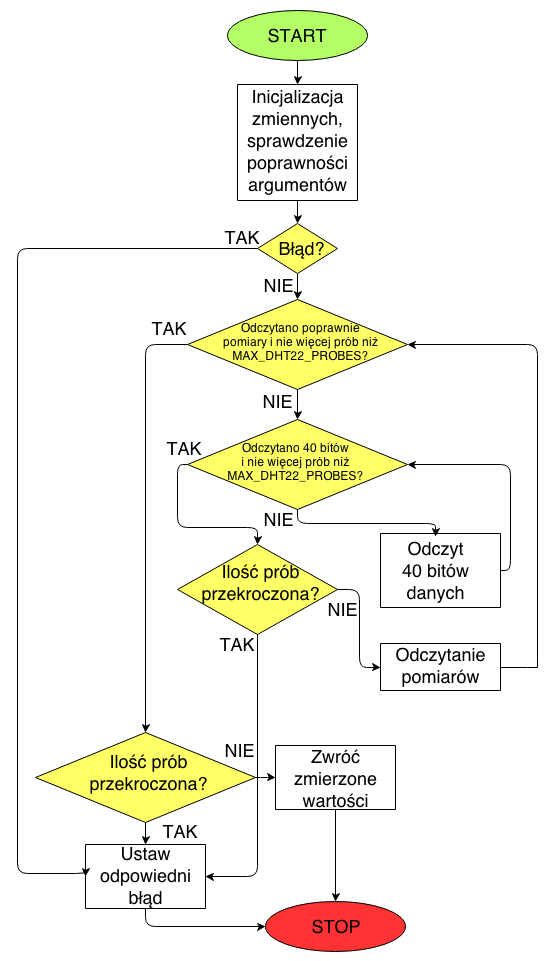 START
Inicjalizacja
zmiennych,
sprawdzenie
poprawności
argumentów
TAK
Błąd?
NIE
TAK
Odczytano poprawnie
pomiary i nie więcej prób niż
MAX_DHT22_PROBES?
NIE
TAK
Odczytano 40 bitów
i nie więcej prób niż
MAX_DHT22_PROBES?
NIE
Odczyt
40 bitów
danych
Ilość prób
przekroczona?
NIE
TAK
Odczytanie
pomiarów
NIE
Ilość prób
przekroczona?
Zwróć
zmierzone
wartości
TAK
Ustaw
odpowiedni
błąd
STOP